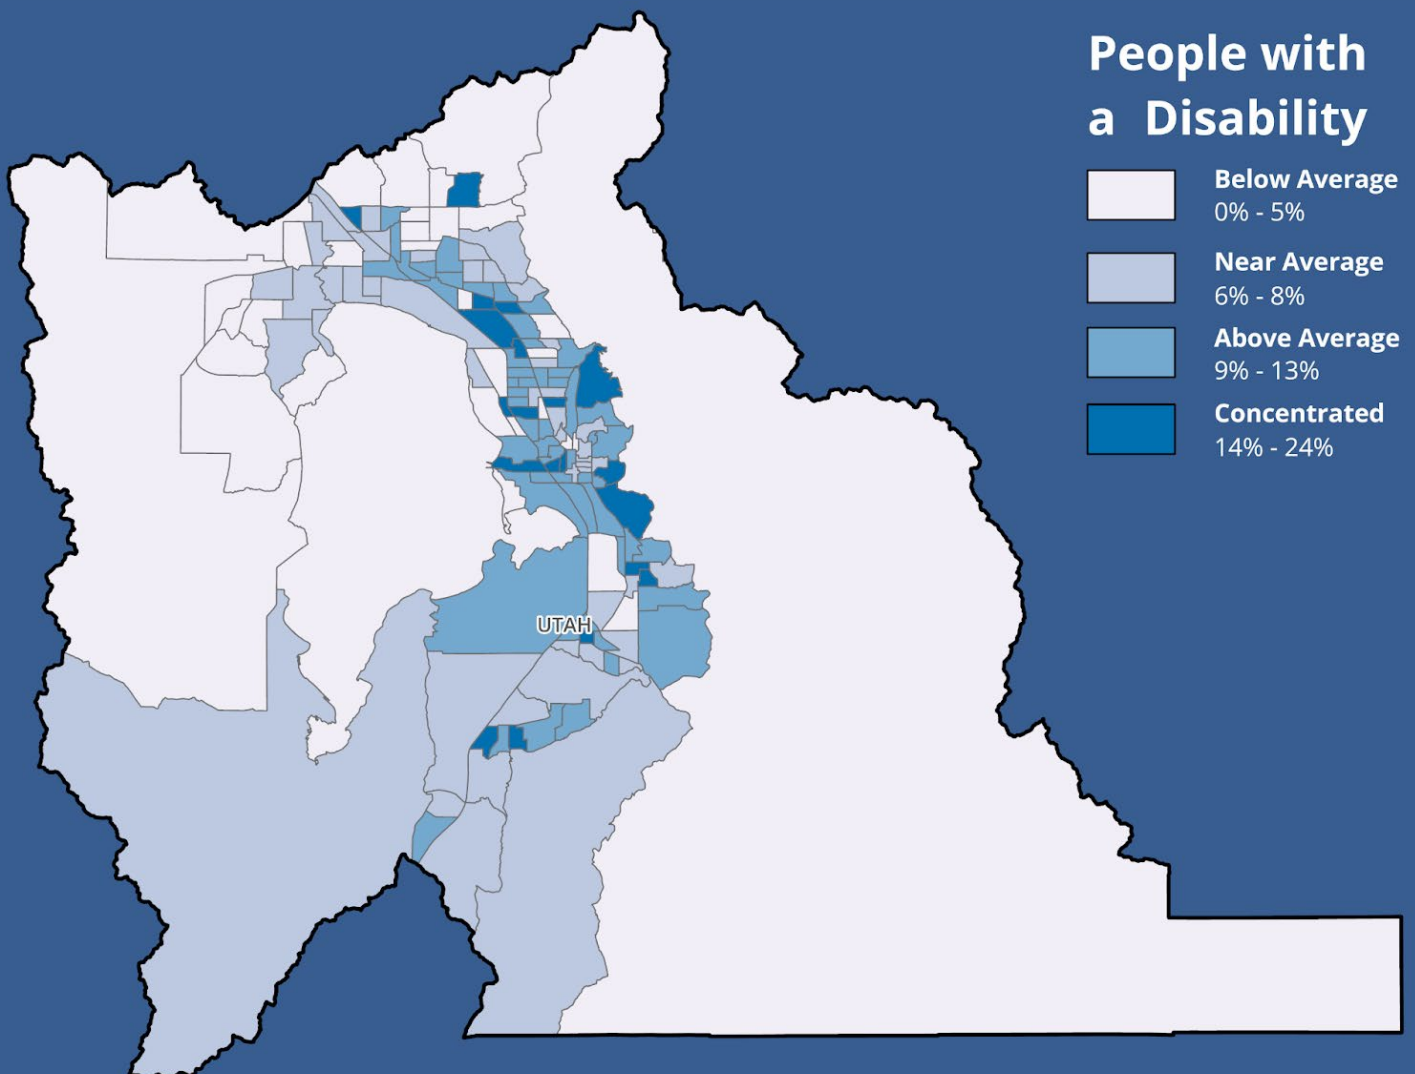 People with
a Disability
Below Average
0% - 5%
Near Average
6% - 8%
Above Average
9% - 13%
Concentrated
14% - 24%
UTAH